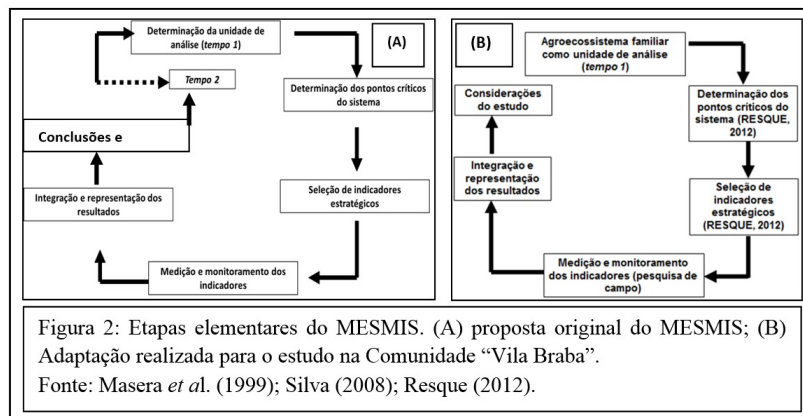 Determinação da unidade de
análise (tempo 1)
(A)
Tempo 2
Determinação dos pontos críticos
do sistema
Conclusões e
Seleção de indicadores
estratégicos
Integração e representação dos
resultados
Medição e monitoramento dos
indicadores
(B)
Agroecossistema familiar
como unidade de análise
(tempo 1)
Considerações
do estudo
Determinação dos
pontos críticos do
sistema (RESQUE,
2012)
Integração e
representação
dos resultados
Seleção de
indicadores
estratégicos
(RESQUE, 2012)
Medição e monitoramento
dos indicadores (pesquisa de
campo)
Figura 2: Etapas elementares do MESMIS. (A) proposta original do MESMIS; (B)
Adaptação realizada para o estudo na Comunidade “Vila Braba”.
Fonte: Masera et al. (1999); Silva (2008); Resque (2012).